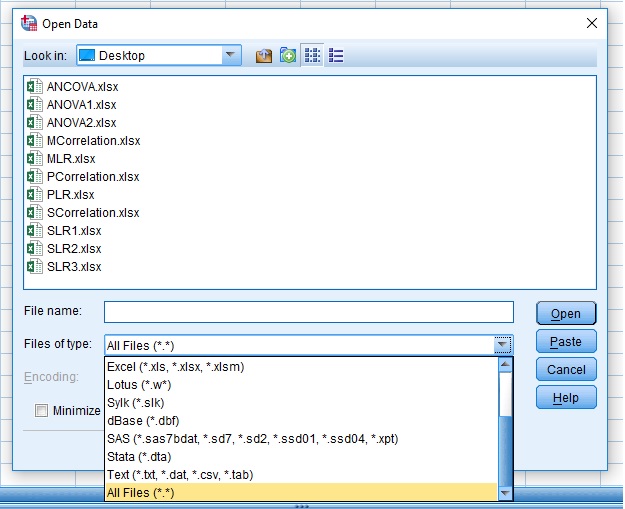 Open Data
Look in: Desktop
ANCOVA.xlsx
ANOVA1.xlsx
ANOVA2.xlsx
MCorrelation.xlsx
MLR.xlsx
PCorrelation.xlsx
PLR.xlsx
SCorrelation.xlsx
SLR1.xlsx
SLR2.xlsx
SLR3.xlsx
File name:
Open
Files of type: All Files (*.*)
Paste
Excel (*.xls, *.xlsx, *.xlsm)
Encoding:
Cancel
Lotus (*.w*)
Sylk (*.slk)
Help
Minimize
dBase (*.dbf)
SAS (*.sas7bdat, *.sd7, *.sd2, *.ssd01, *.ssd04, *.xpt)
Stata (*.dta)
Text (*.txt, *.dat, *.csv, *.tab)
All Files (*.*)